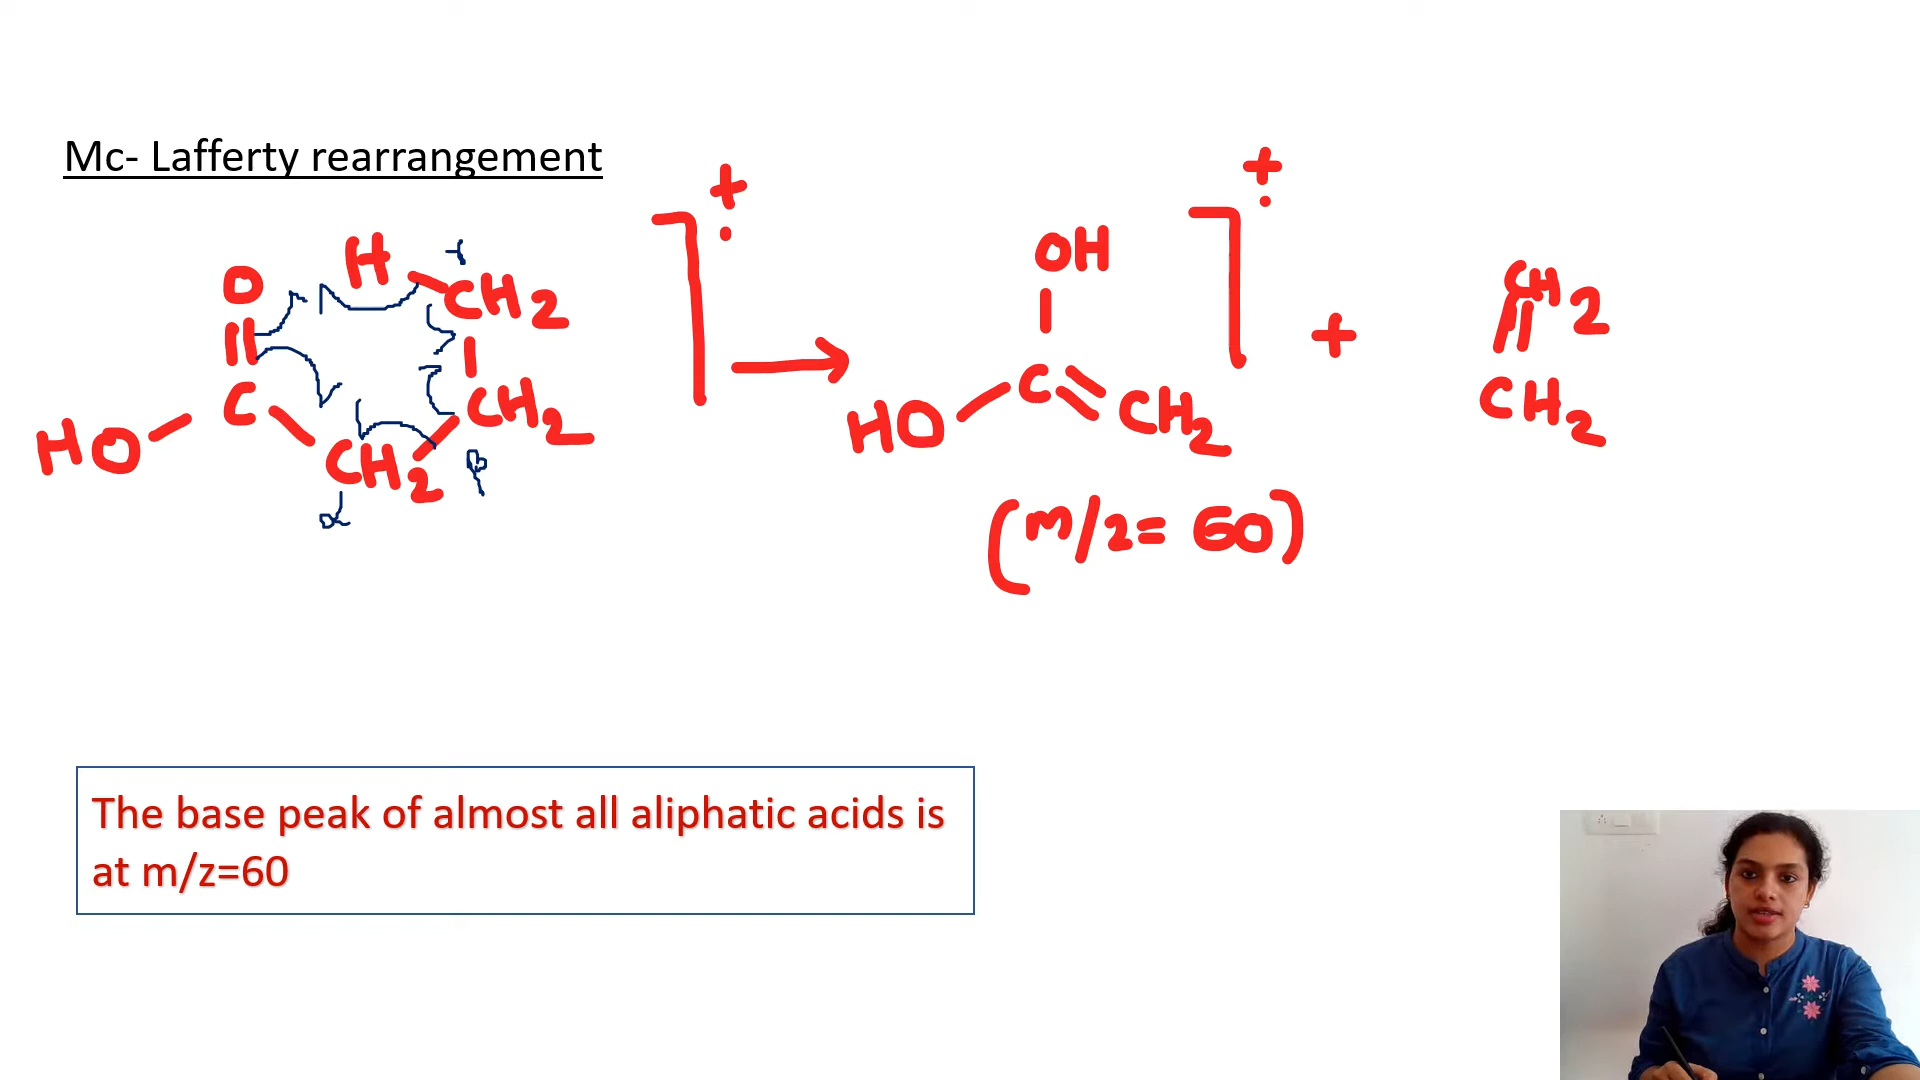 Mc- Lafferty rearrangement
O
H
γ
CH2
C
HO
CH2
CH2
α
β
+
.
OH
HO
C
CH2
+
.
(m/z= 60)
+
CH2
CH2
The base peak of almost all aliphatic acids is
at m/z=60